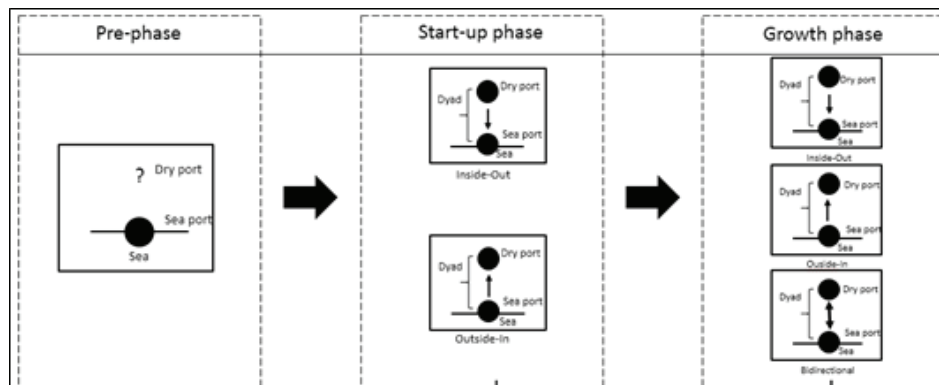 Pre-phase
Start-up phase
Growth phase
? Dry port
Sea port
Sea
Dyad
Dry port
Sea port
Sea
Inside-Out
Dyad
Dry port
Sea port
Sea
Outside-In
Dyad
Dry port
Sea port
Sea
Inside-Out
Dyad
Dry port
Sea port
Sea
Ouside-In
Dyad
Dry port
Sea port
Sea
Bidirectional